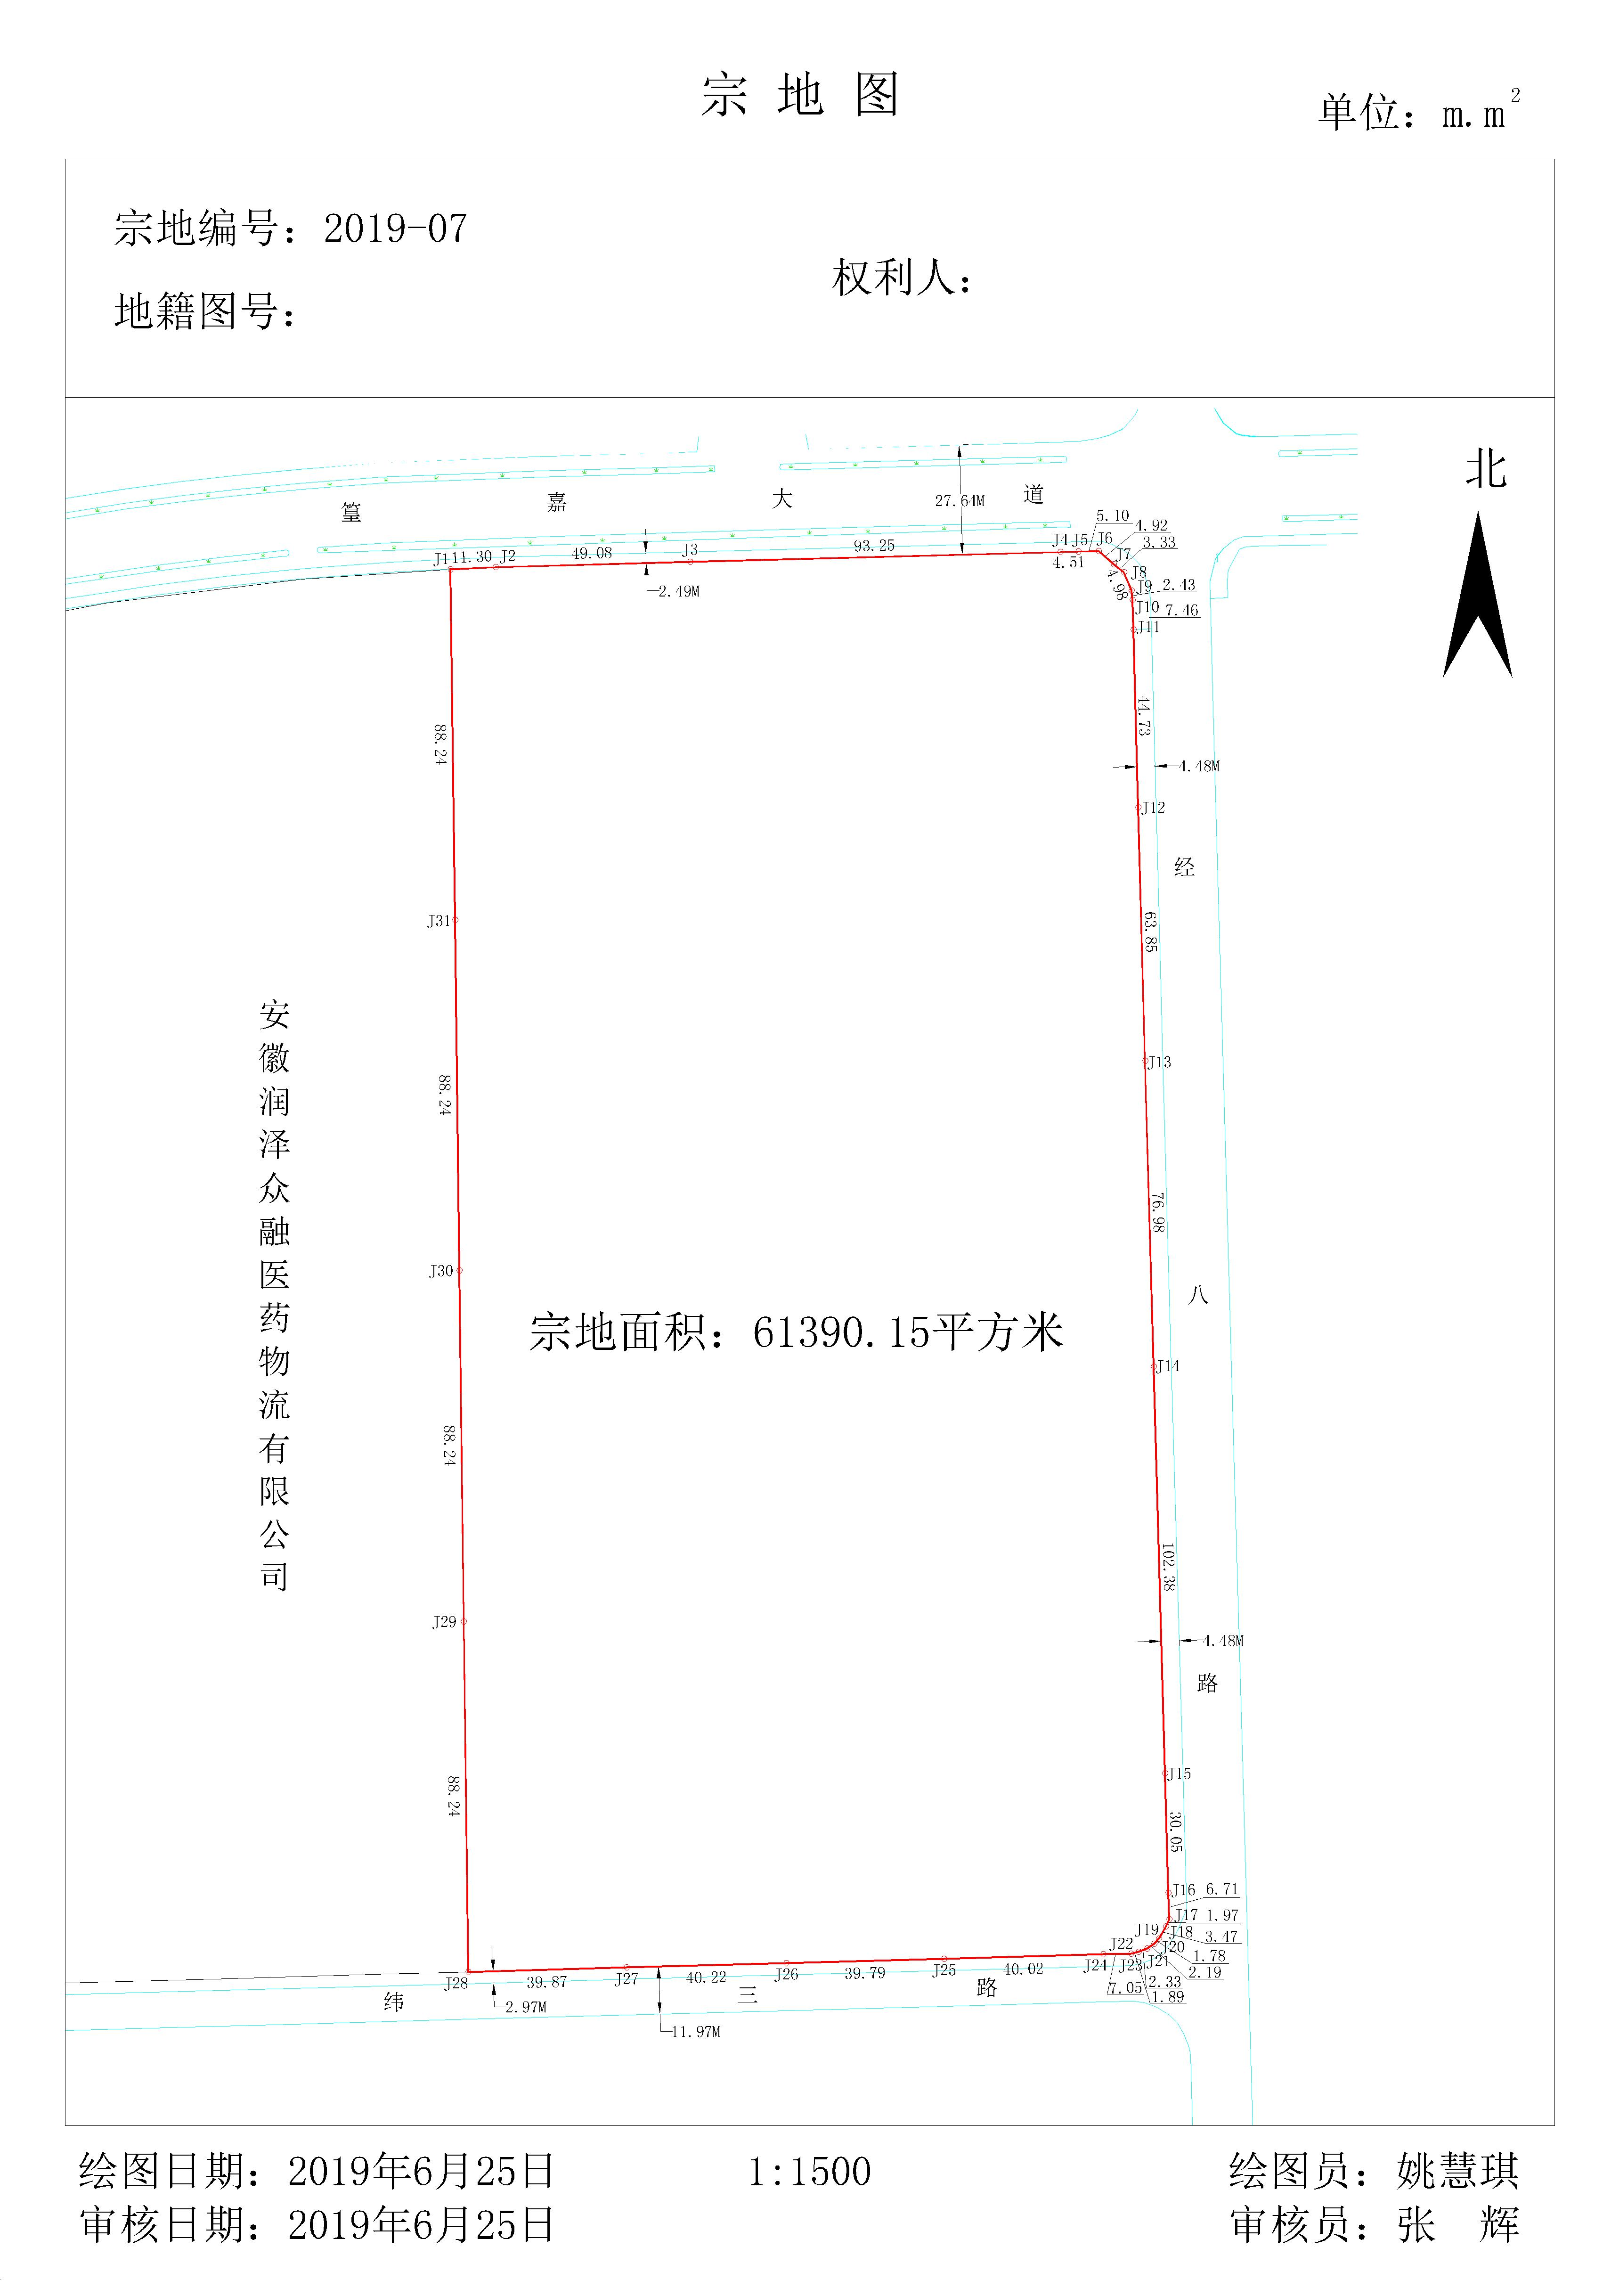 宗 地 图
单位：m.m²
宗地编号：2019-07
权利人：
地籍图号：
北
篁 嘉 大 道
27.64M
5.10
4.92
3.33
J1 11.30 J2 49.08 J3 93.25 J4 J5 J6 J7
4.51
2.49M
4.98
J8
J9 2.43
J10 7.46
J11
44.73
88.24
4.48M
J12
经
63.85
J31
J13
88.24
76.98
J30
八
宗地面积：61390.15平方米
J14
安徽润泽众融医药物流有限公司
88.24
102.38
J29
4.48M
路
J15
88.24
30.05
J16 6.71
J17 1.97
J19 J18 3.47
J22 J20 1.78
J28 39.87 J27 40.22 J26 39.79 J25 40.02 J24 J23 J21 2.19
7.05 2.33
1.89
纬 三 路
2.97M
11.97M
绘图日期：2019年6月25日
1:1500
绘图员：姚慧琪
审核日期：2019年6月25日
审核员：张 辉